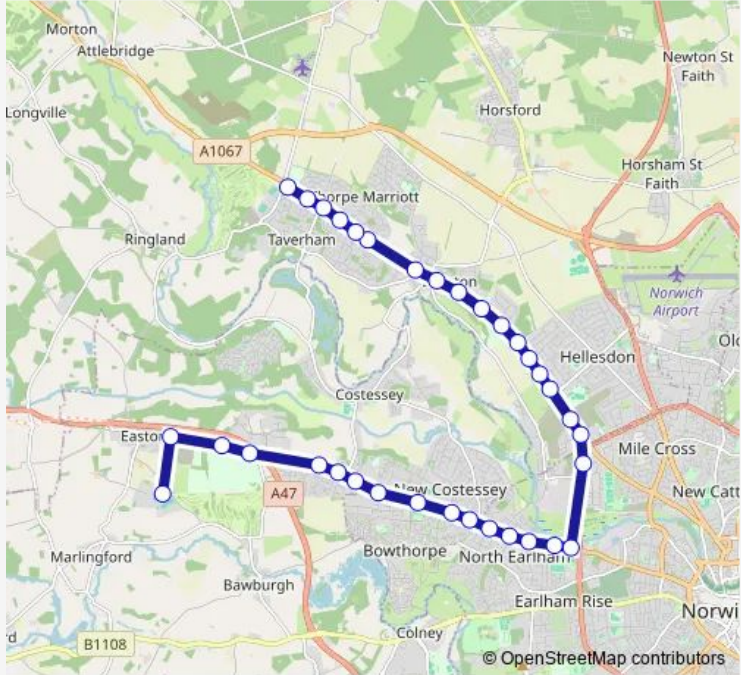 Morton
Attlebridge
Newton St
Faith
Longville
Horsford
A1067
Horsham St
Faith
horpe Marriott
Ringland
Taverham
ton
Norwich
Airport
Hellesdon
Costessey
Easto
Mile Cross
New Costessey
A47
New Catt
Marlingford
Bowthorpe
North Earlham
Bawburgh
Earlham Rise
Norwi
Colney
B1108
© OpenStreetMap contributors